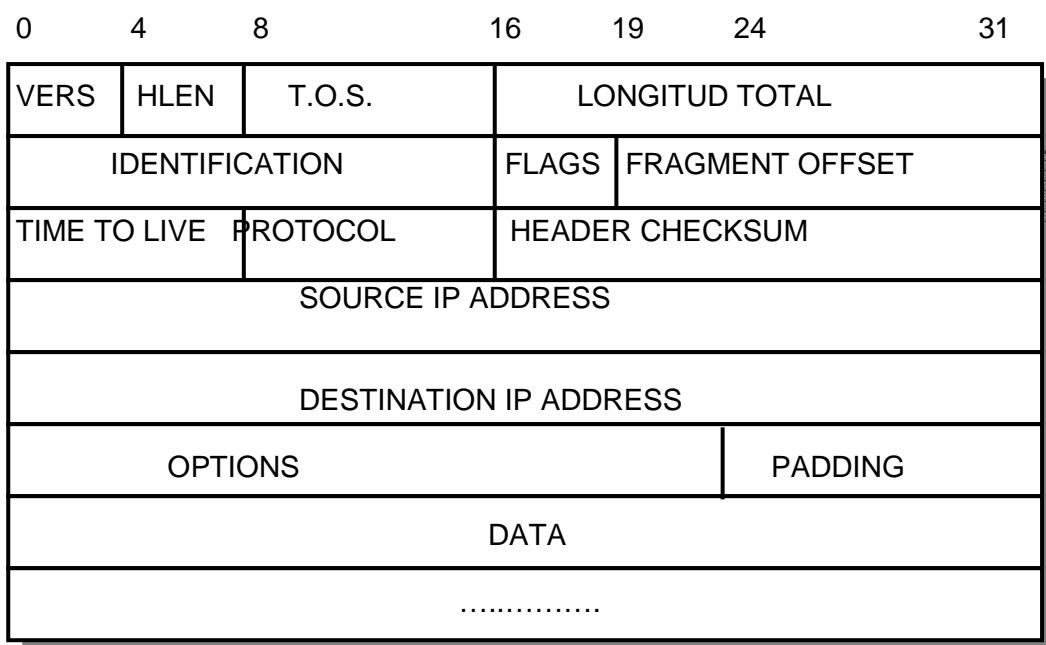 0 4 8 16 19 24 31
VERS HLEN T.O.S. LONGITUD TOTAL
IDENTIFICATION FLAGS FRAGMENT OFFSET
TIME TO LIVE PROTOCOL HEADER CHECKSUM
SOURCE IP ADDRESS
DESTINATION IP ADDRESS
OPTIONS PADDING
DATA
…..……….